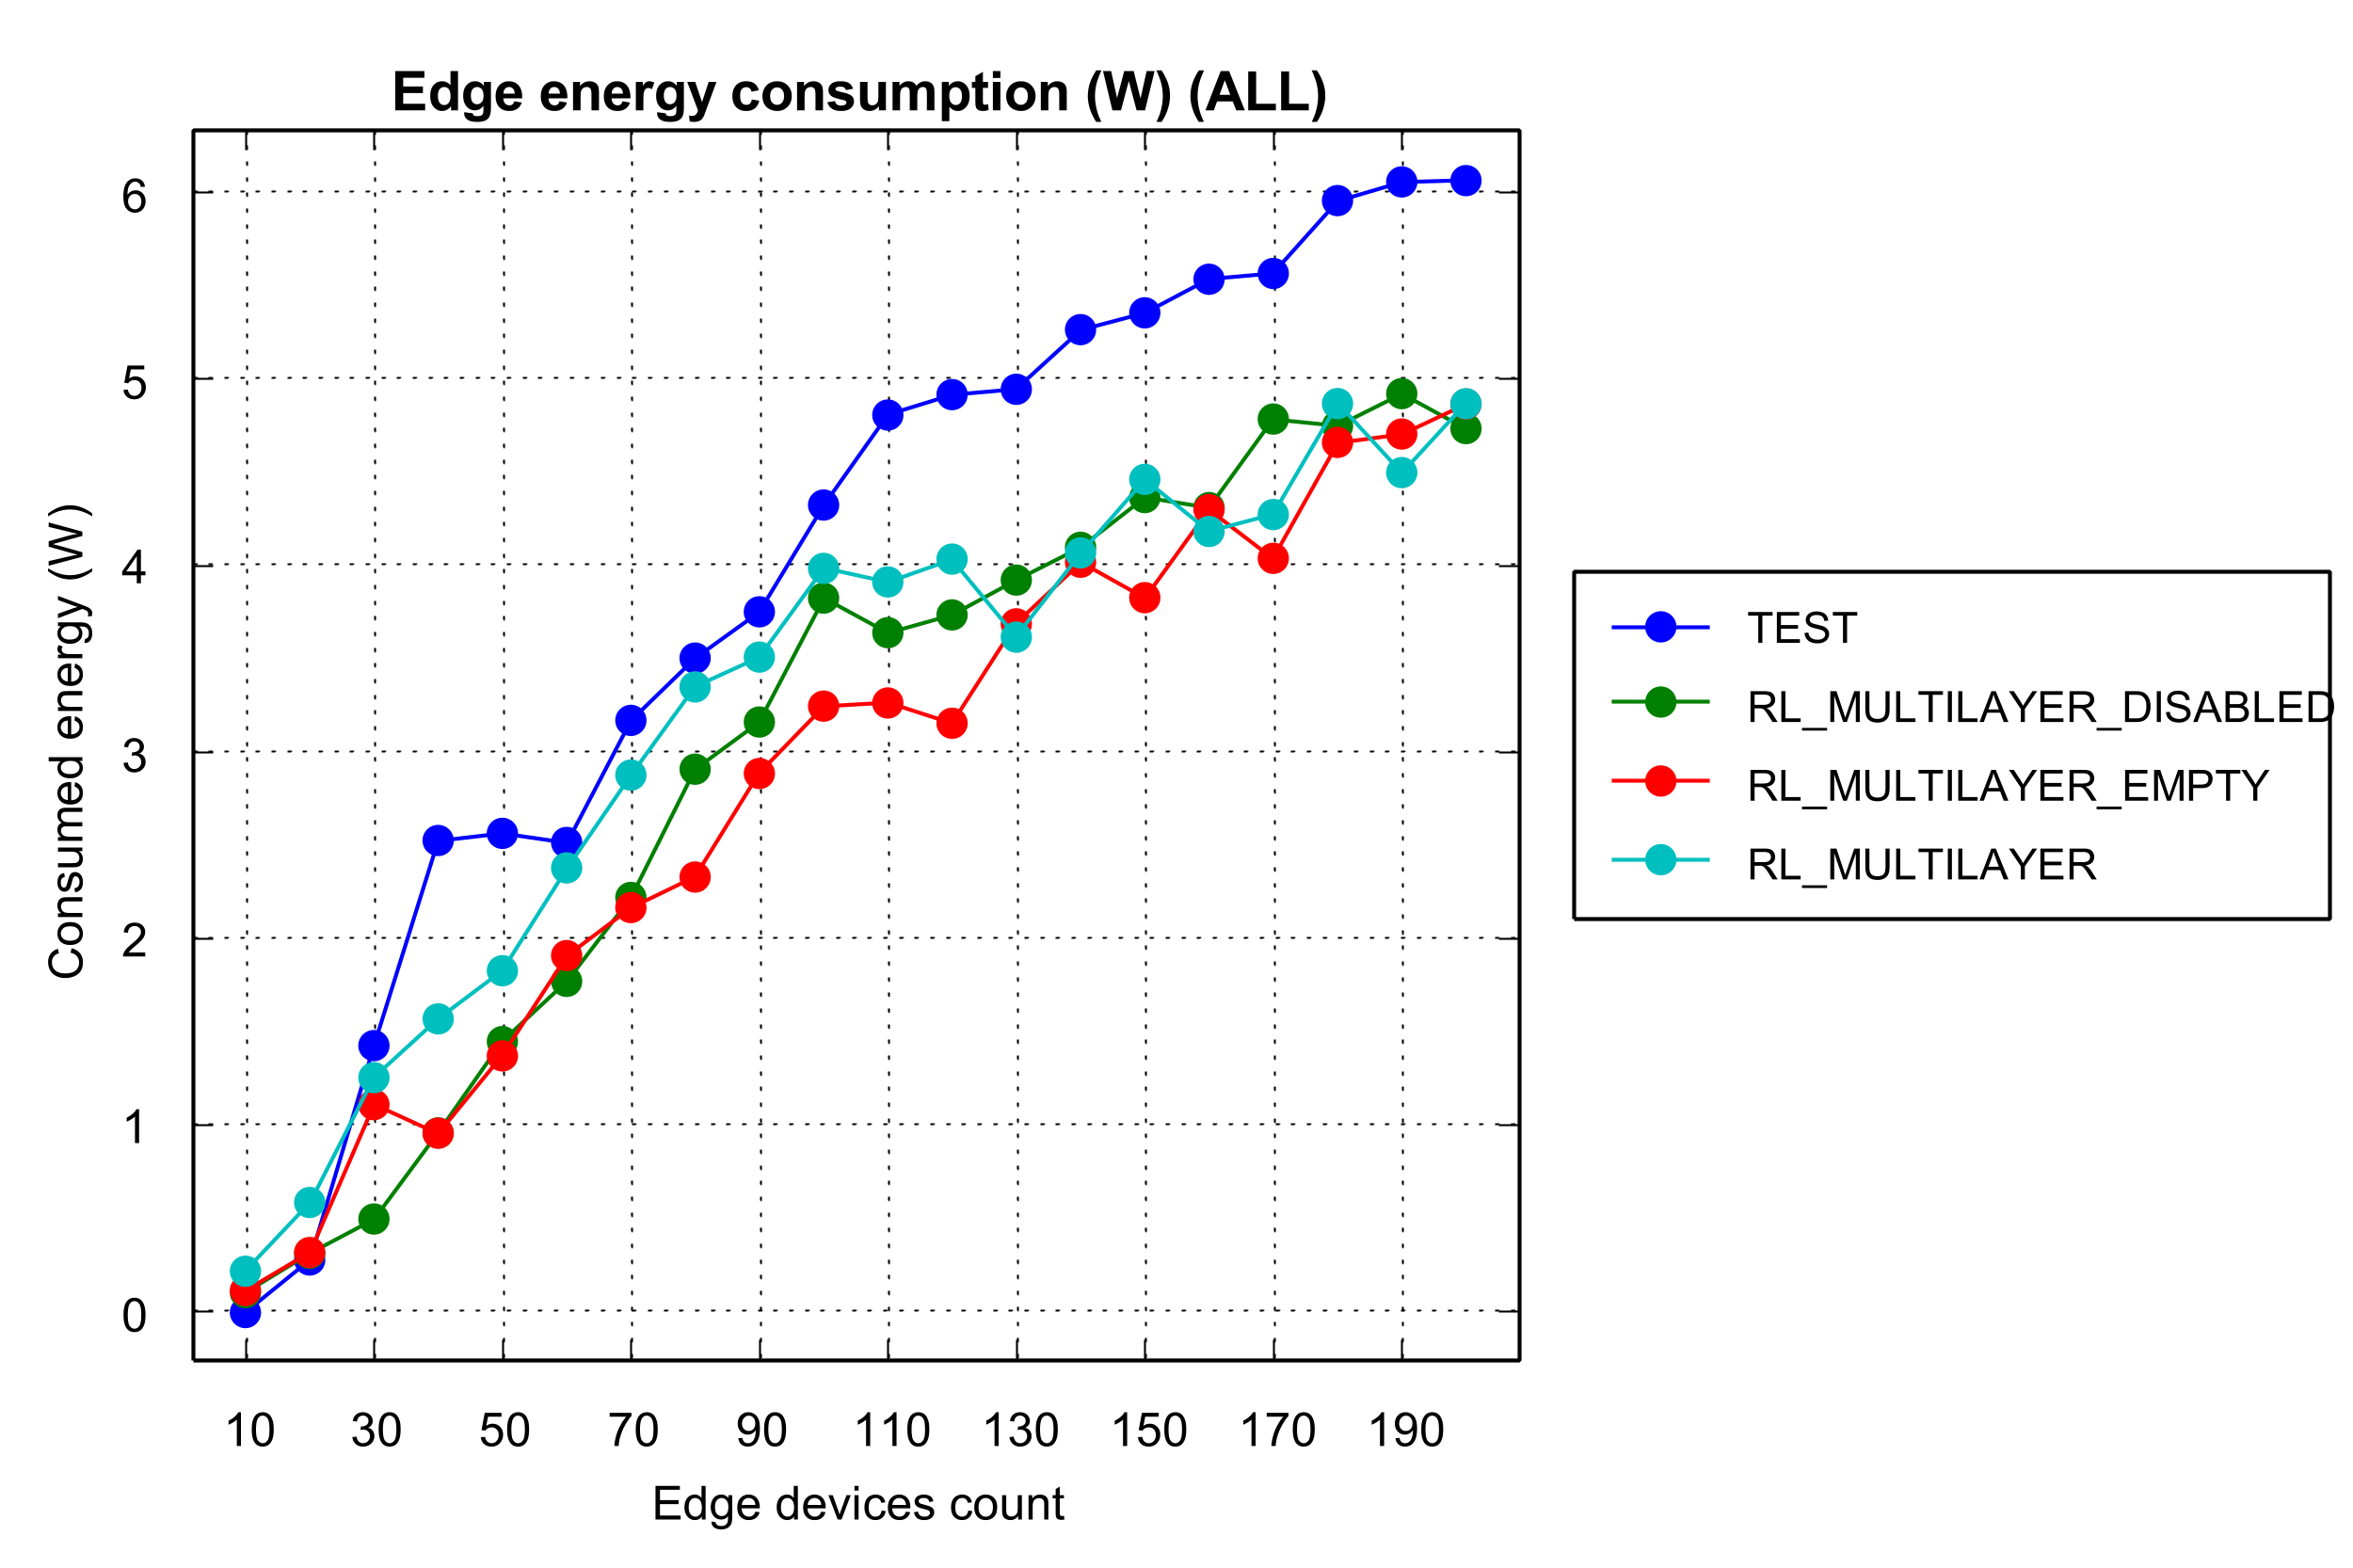 Edge energy consumption (W) (ALL)
6
5
4
3
2
1
0
Consumed energy (W)
10 30 50 70 90 110 130 150 170 190
Edge devices count
TEST
RL_MULTILAYER_DISABLED
RL_MULTILAYER_EMPTY
RL_MULTILAYER